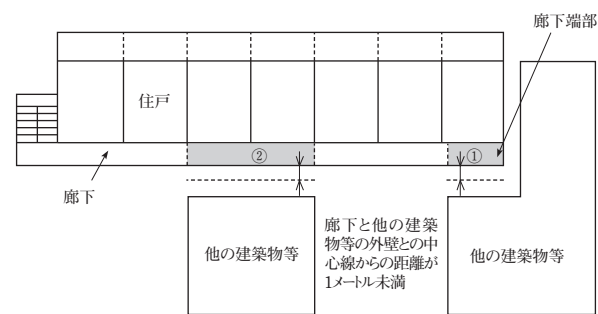 廊下端部
住戸
②
①
廊下
廊下と他の建築
物等の外壁との中
心線からの距離が
1メートル未満
他の建築物等
他の建築物等